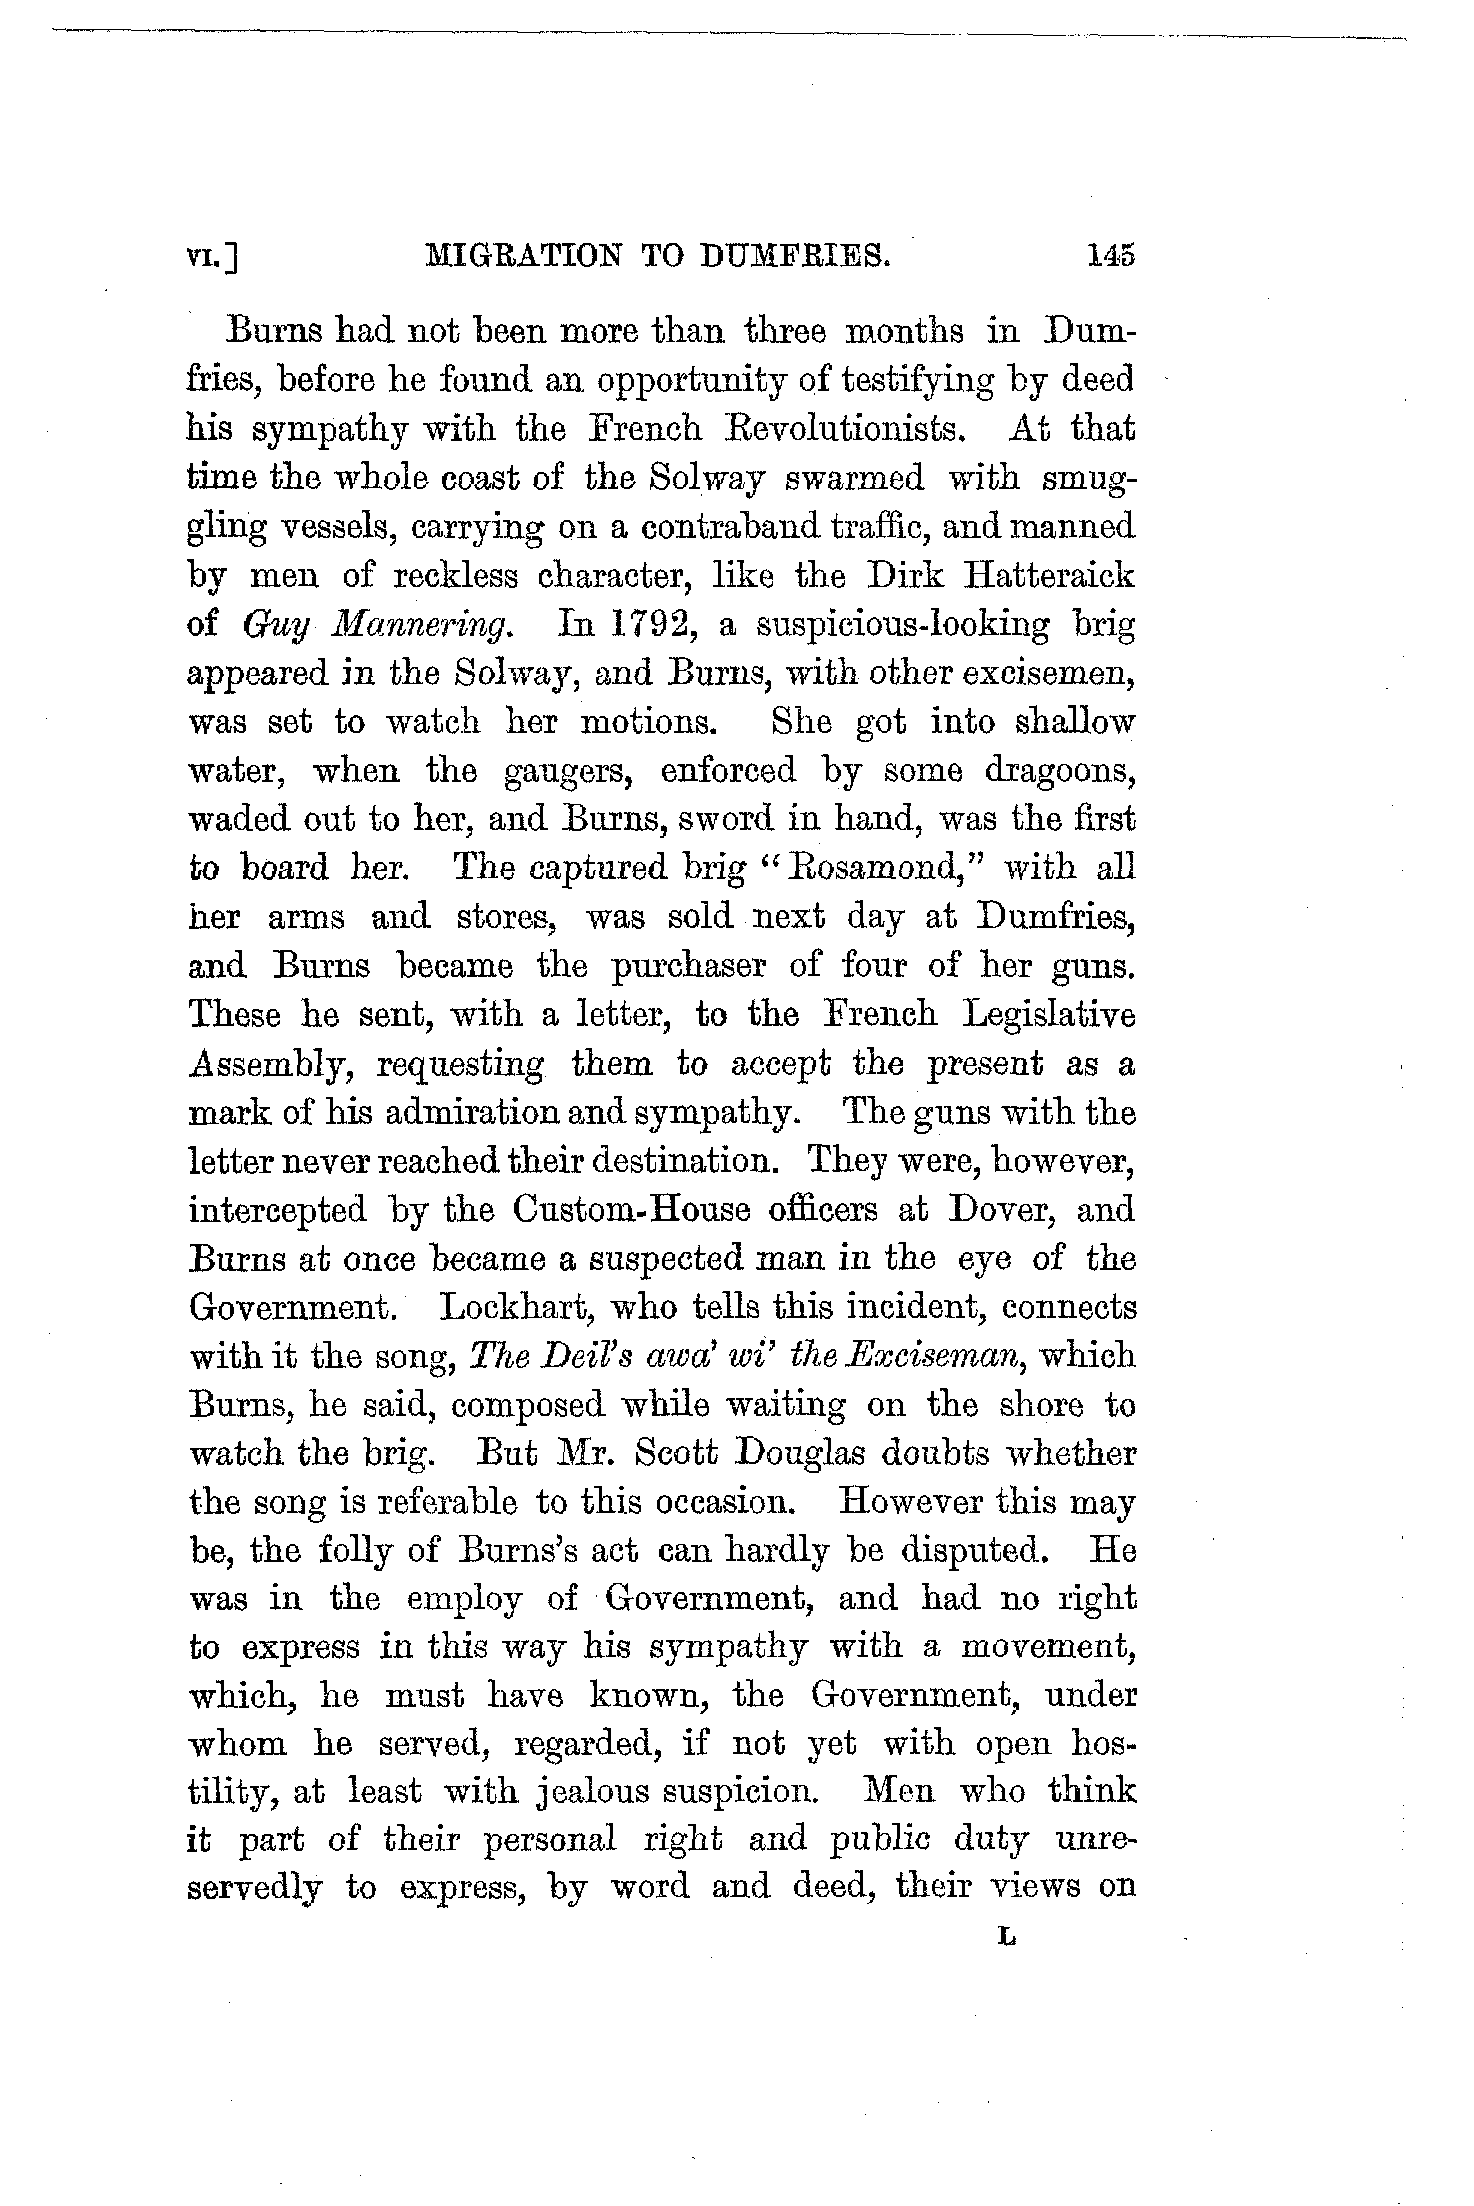 VI.] MIGRATION TO DUMFRIES. 145
Burns had not been more than three months in Dum-
fries, before he found an opportunity of testifying by deed
his sympathy with the French Revolutionists. At that
time the whole coast of the Solway swarmed with smug-
gling vessels, carrying on a contraband traffic, and manned
by men of reckless character, like the Dirk Hatteraick
of Guy Mannering. In 1792, a suspicious-looking brig
appeared in the Solway, and Burns, with other excisemen,
was set to watch her motions. She got into shallow
water, when the gaugers, enforced by some dragoons,
waded out to her, and Burns, sword in hand, was the first
to board her. The captured brig "Rosamond," with all
her arms and stores, was sold next day at Dumfries,
and Burns became the purchaser of four of her guns.
These he sent, with a letter, to the French Legislative
Assembly, requesting them to accept the present as a
mark of his admiration and sympathy. The guns with the
letter never reached their destination. They were, however,
intercepted by the Custom-House officers at Dover, and
Burns at once became a suspected man in the eye of the
Government. Lockhart, who tells this incident, connects
with it the song, The Deil's awa' wi' the Exciseman, which
Burns, he said, composed while waiting on the shore to
watch the brig. But Mr. Scott Douglas doubts whether
the song is referable to this occasion. However this may
be, the folly of Burns's act can hardly be disputed. He
was in the employ of Government, and had no right
to express in this way his sympathy with a movement,
which, he must have known, the Government, under
whom he served, regarded, if not yet with open hos-
tility, at least with jealous suspicion. Men who think
it part of their personal right and public duty unre-
servedly to express, by word and deed, their views on
L